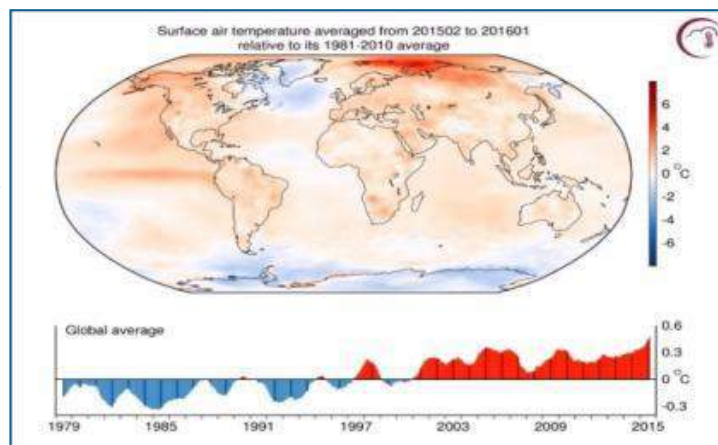 Surface air temperature averaged from 201502 to 201601
relative to its 1981-2010 average
6
4
2
0 °C
-2
-4
-6
Global average
0.6
0.3
0 °C
-0.3
1979 1985 1991 1997 2003 2009 2015